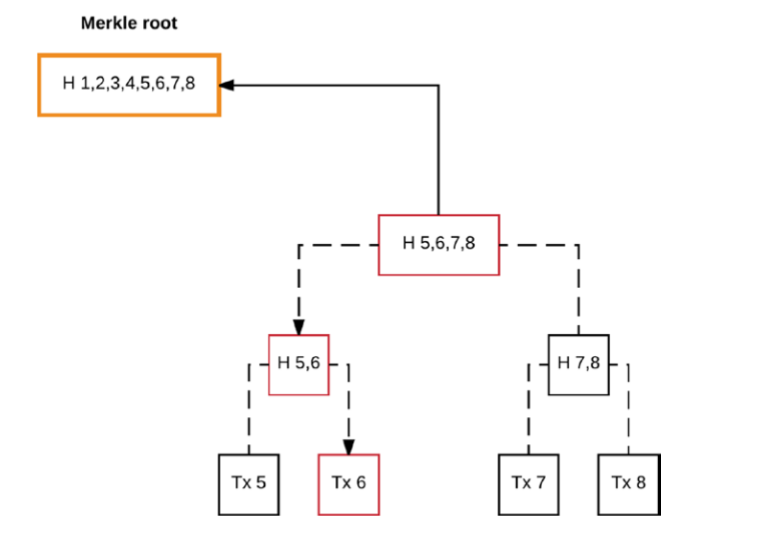 Merkle root
H 1,2,3,4,5,6,7,8
H 5,6,7,8
H 5,6
H 7,8
Tx 5
Tx 6
Tx 7
Tx 8